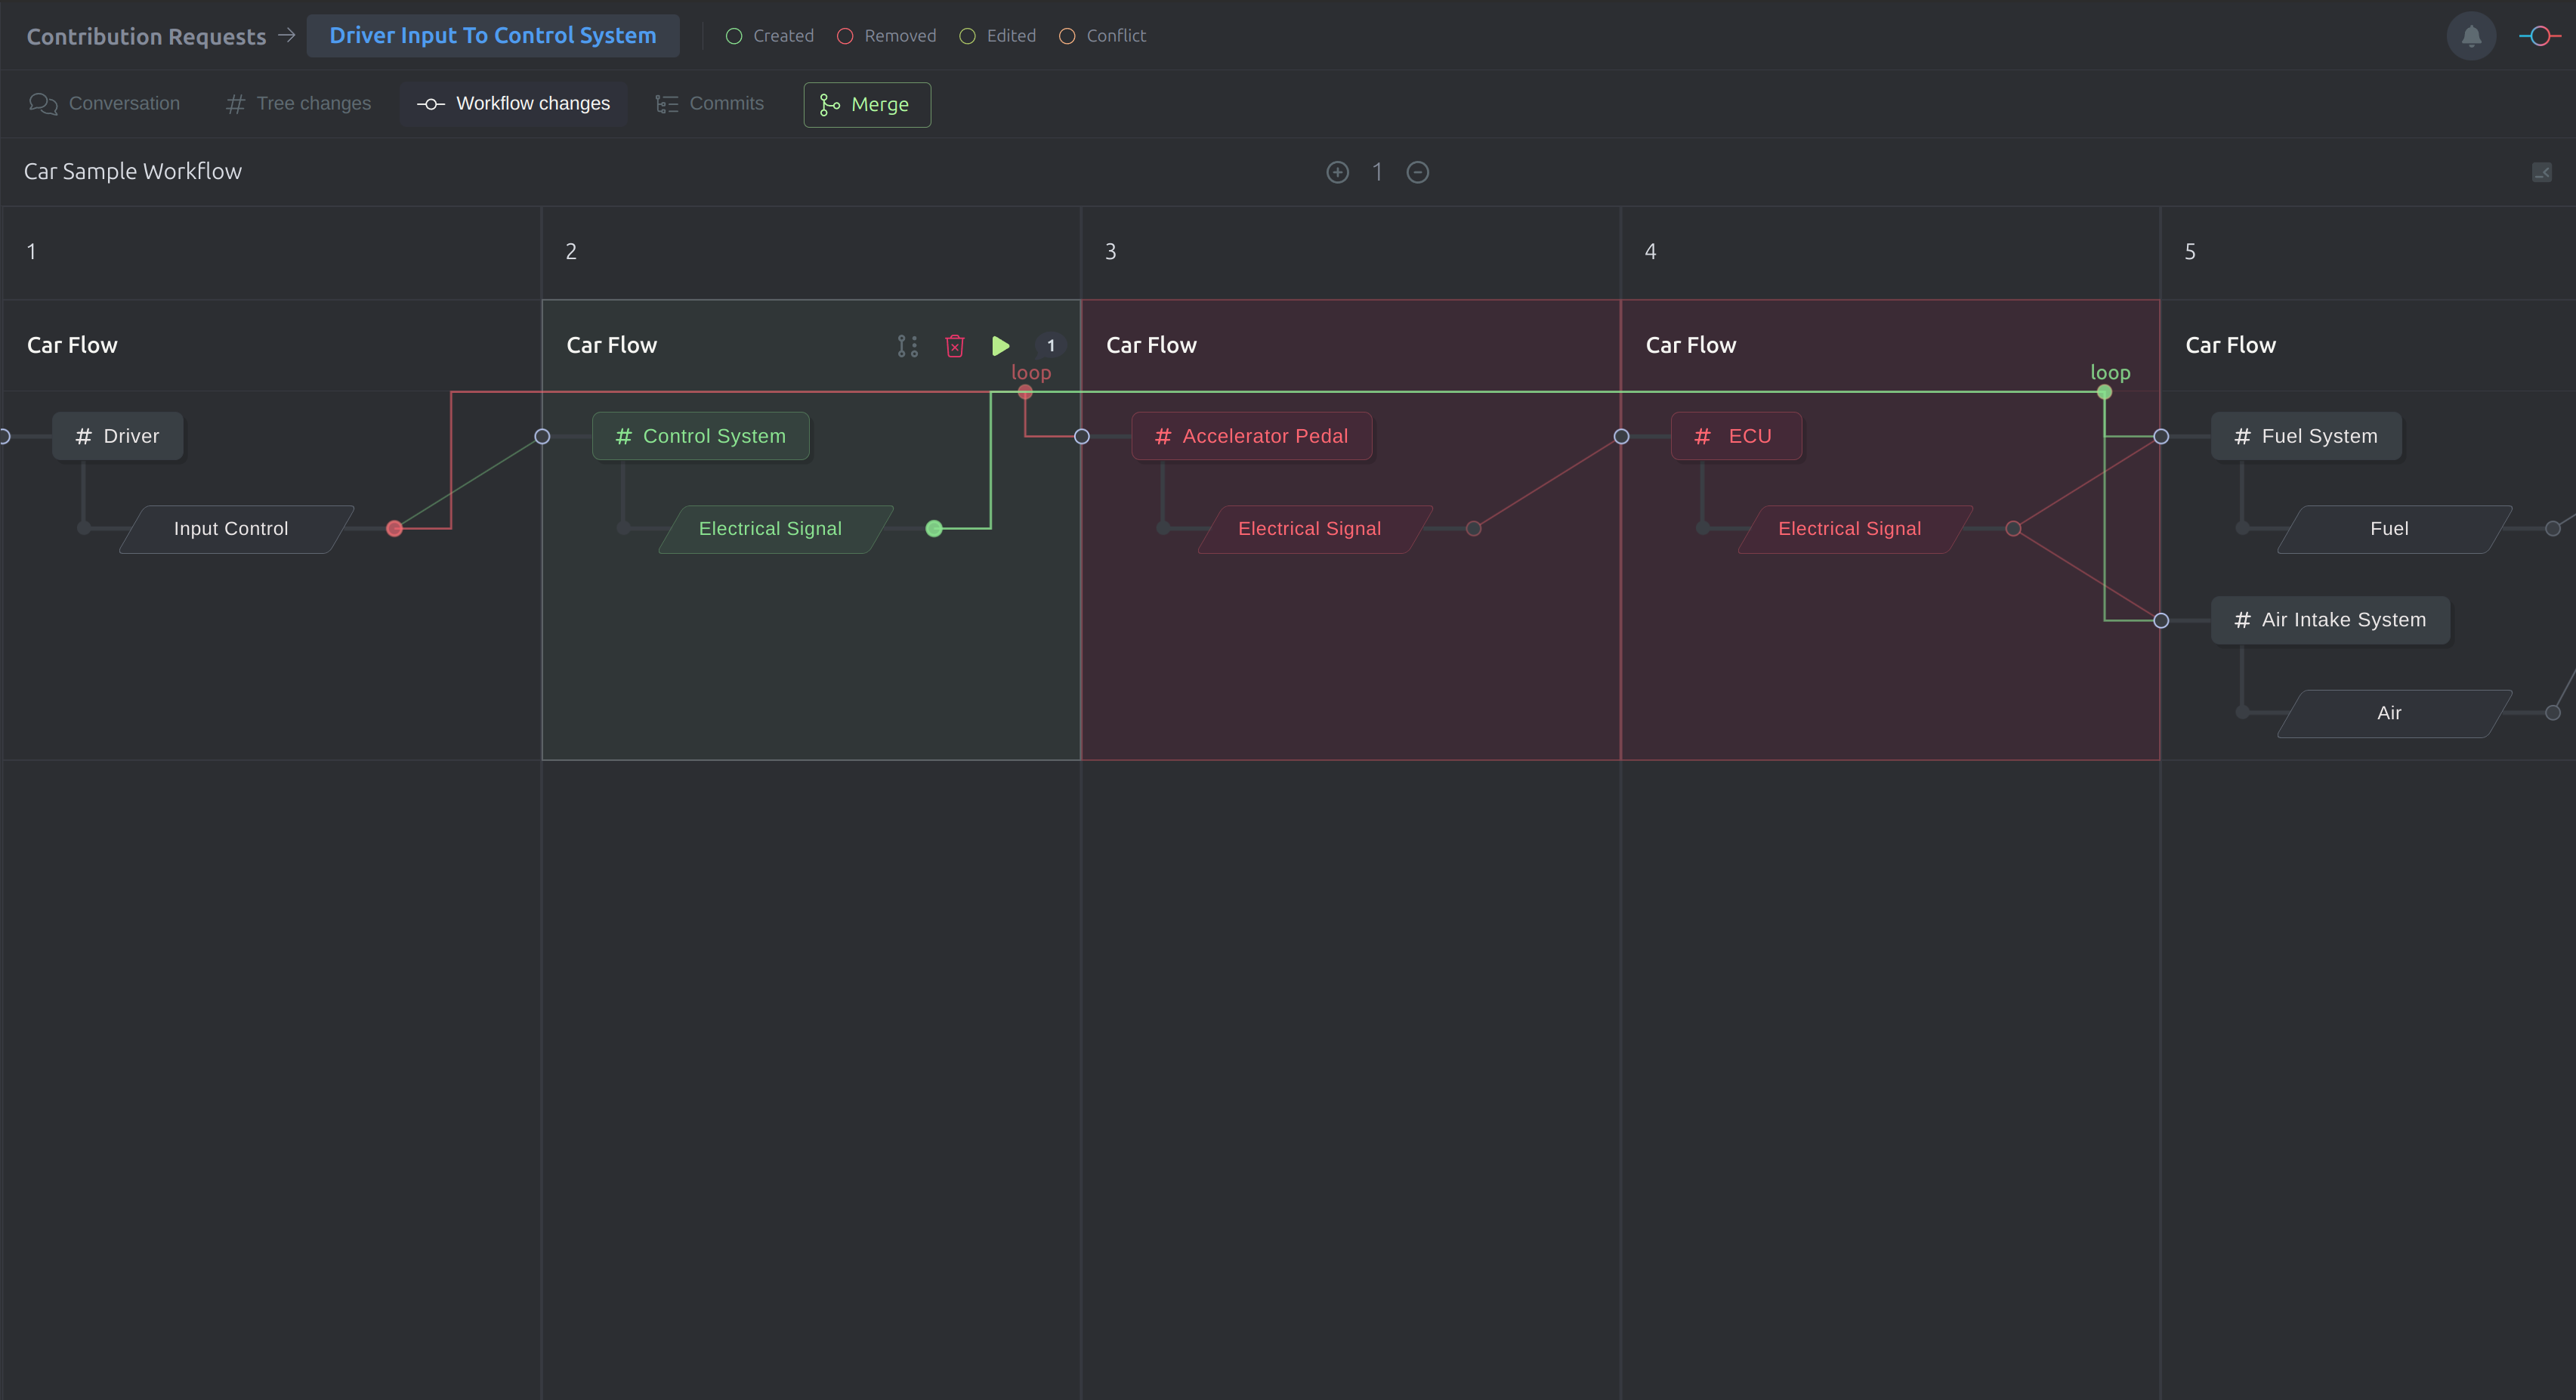 Contribution Requests → Driver Input To Control System Created Removed Edited Conflict
Conversation # Tree changes Workflow changes Commits Merge
Car Sample Workflow 1
1 2 3 4 5
Car Flow Car Flow 1 Car Flow Car Flow Car Flow
loop loop
# Driver # Control System # Accelerator Pedal # ECU # Fuel System
Input Control Electrical Signal Electrical Signal Electrical Signal Fuel
# Air Intake System
Air